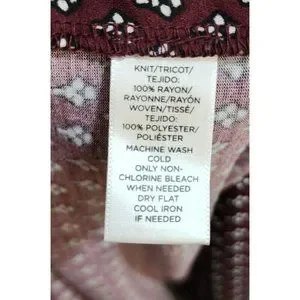 KNIT/TRICOT/
TEJIDO:
100% RAYON/
RAYONNE/RAYÓN
WOVEN/TISSÉ/
TEJIDO:
100% POLYESTER/
POLIÉSTER
MACHINE WASH
COLD
ONLY NON-
CHLORINE BLEACH
WHEN NEEDED
DRY FLAT
COOL IRON
IF NEEDED